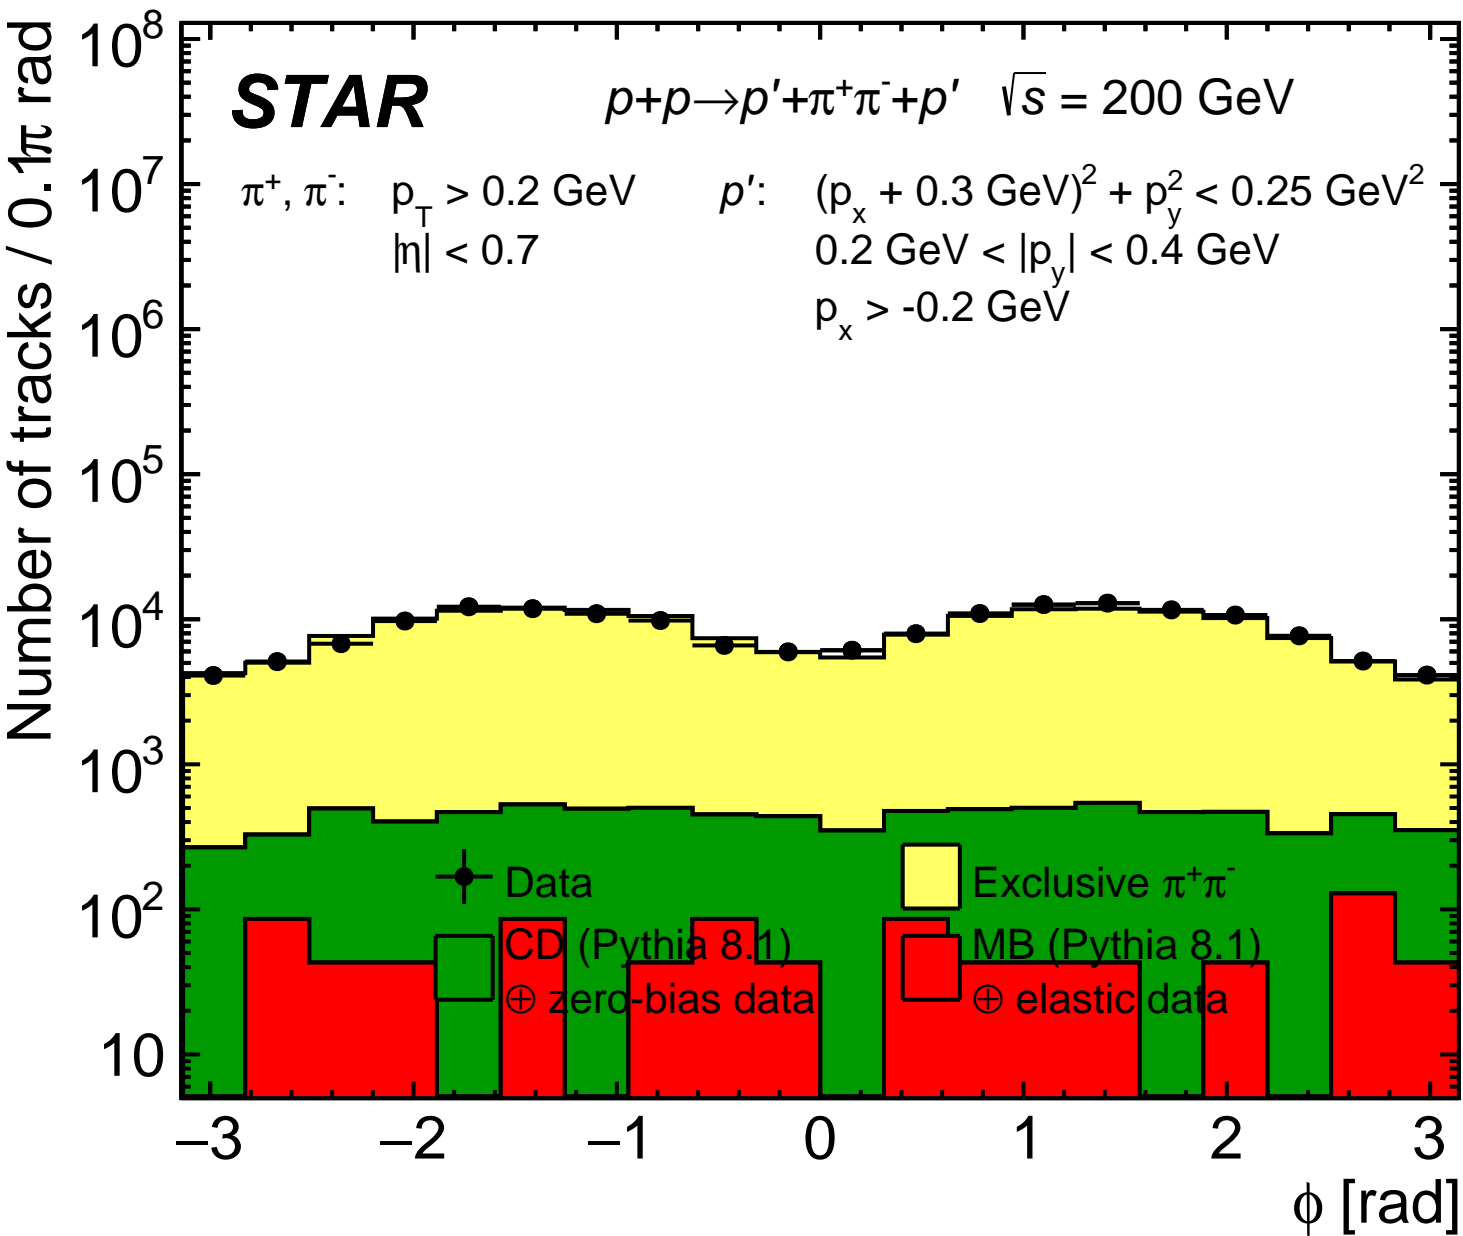 STAR p+p→p′+π⁺π⁻+p′ √s = 200 GeV
π⁺, π⁻: p_T > 0.2 GeV p′: (p_x + 0.3 GeV)² + p_y² < 0.25 GeV²
|η| < 0.7 0.2 GeV < |p_y| < 0.4 GeV
p_x > -0.2 GeV
Number of tracks / 0.1π rad
10⁸
10⁷
10⁶
10⁵
10⁴
10³
10²
10
Data Exclusive π⁺π⁻
CD (Pythia 8.1) MB (Pythia 8.1)
⊕ zero-bias data ⊕ elastic data
−3 −2 −1 0 1 2 3
ϕ [rad]